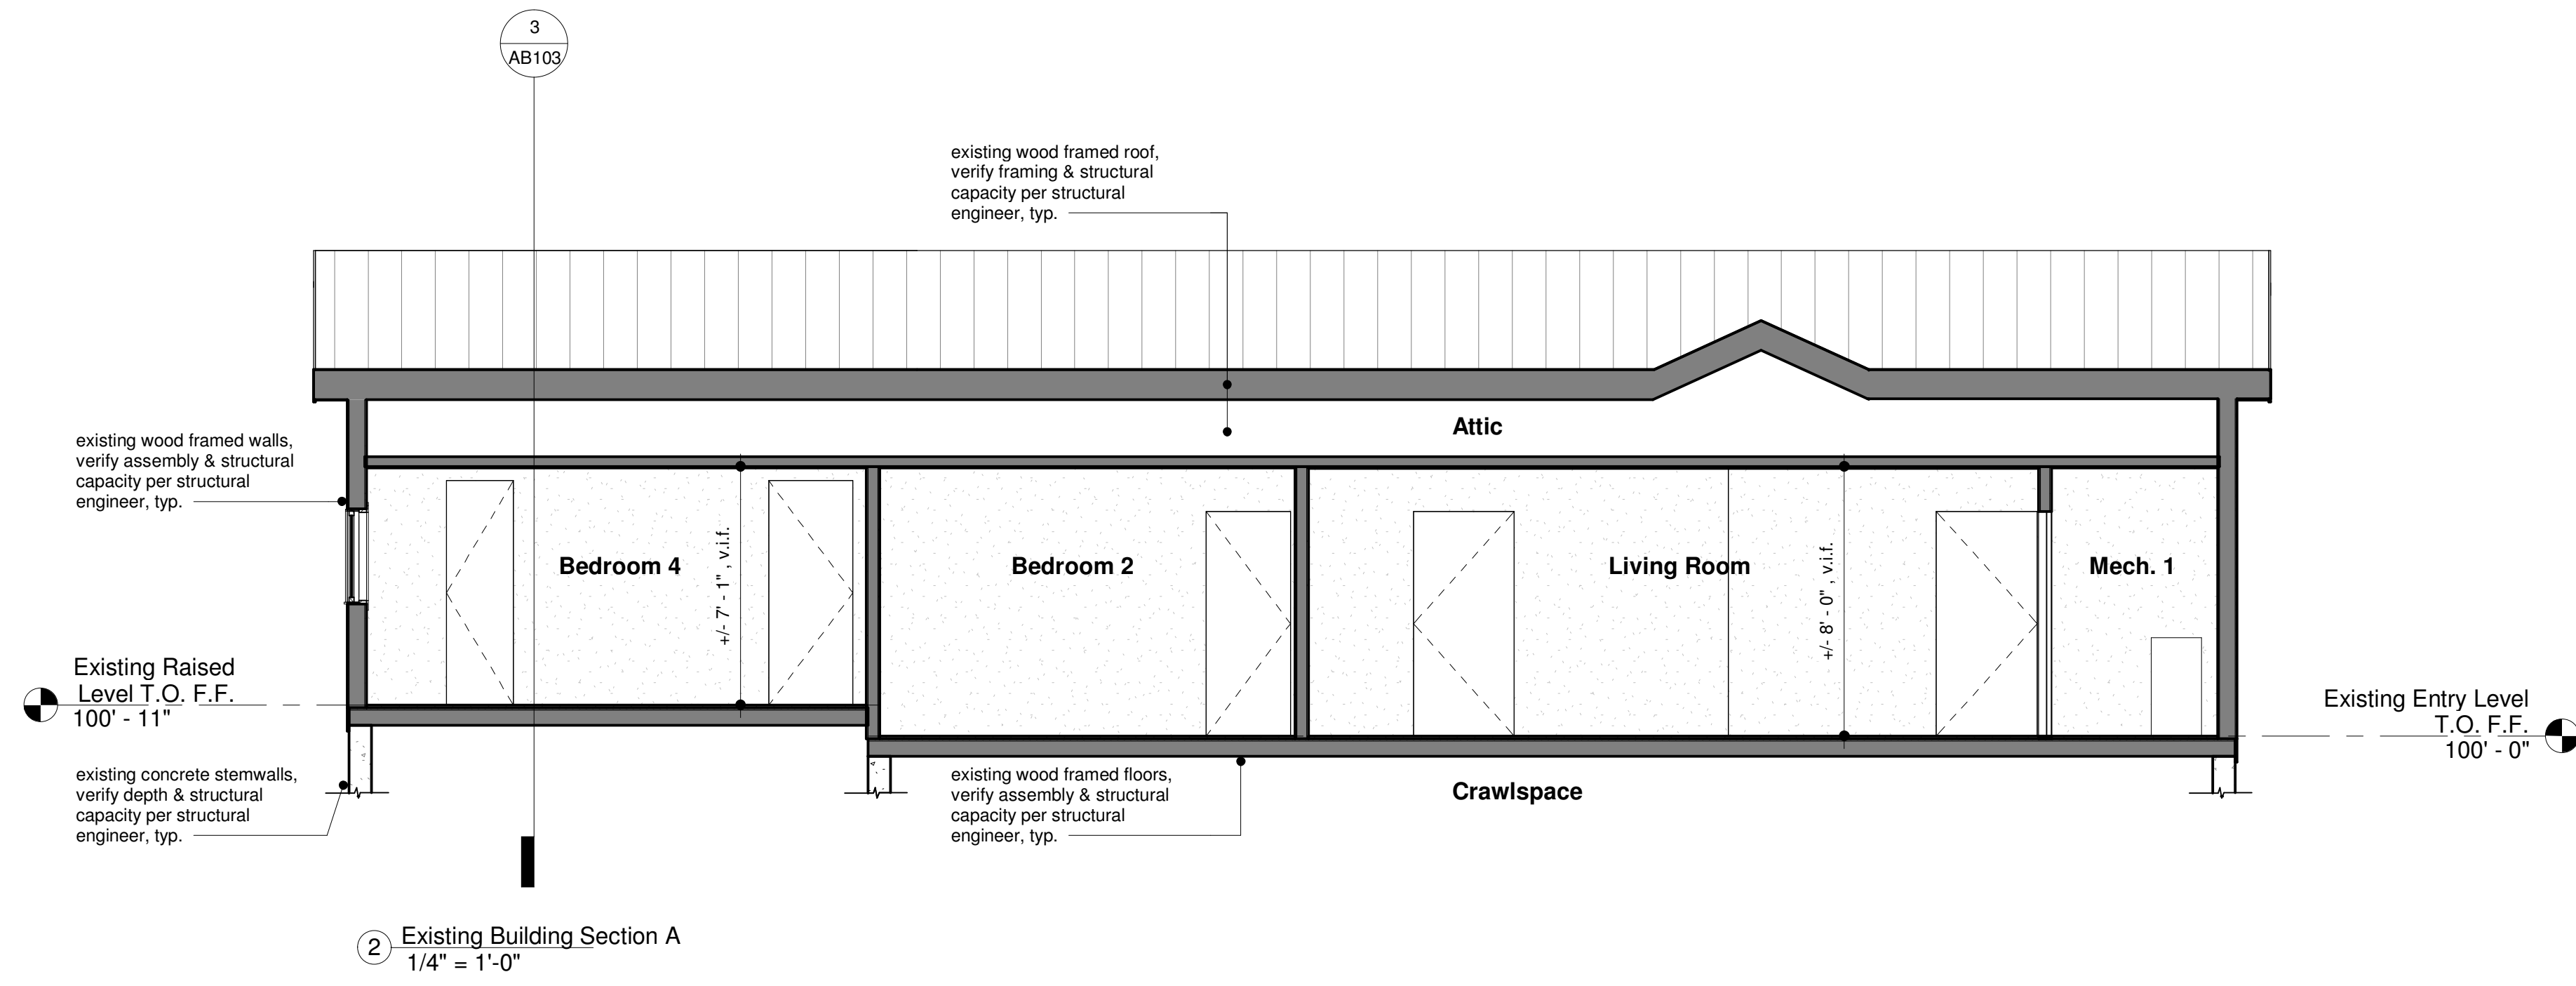 3
AB103
existing wood framed roof,
verify framing & structural
capacity per structural
engineer, typ.
Attic
existing wood framed walls,
verify assembly & structural
capacity per structural
engineer, typ.
Bedroom 4
+/- 7' - 1" , v.i.f.
Bedroom 2
Living Room
+/- 8' - 0" , v.i.f.
Mech. 1
Existing Raised
Level T.O. F.F.
100' - 11"
Existing Entry Level
T.O. F.F.
100' - 0"
existing concrete stemwalls,
verify depth & structural
capacity per structural
engineer, typ.
existing wood framed floors,
verify assembly & structural
capacity per structural
engineer, typ.
Crawlspace
2
Existing Building Section A
1/4" = 1'-0"